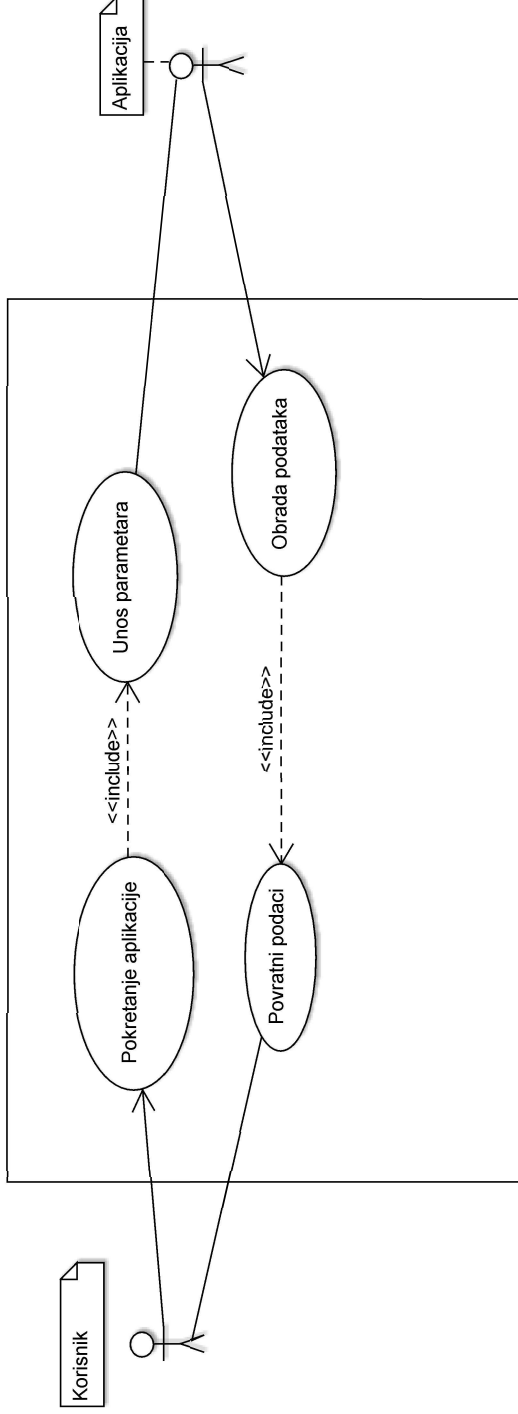 Korisnik
Pokretanje aplikacije
<<include>>
Unos parametara
Aplikacija
Povratni podaci
<<include>>
Obrada podataka